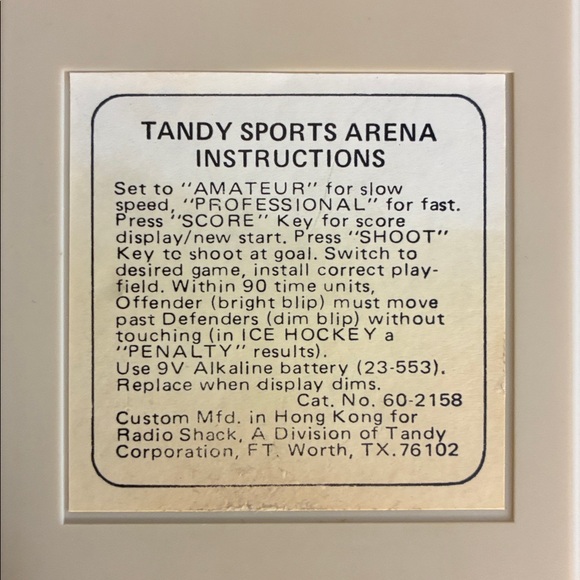 TANDY SPORTS ARENA
INSTRUCTIONS
Set to "AMATEUR" for slow
speed, "PROFESSIONAL" for fast.
Press "SCORE" Key for score
display/new start. Press "SHOOT"
Key to shoot at goal. Switch to
desired game, install correct play-
field. Within 90 time units,
Offender (bright blip) must move
past Defenders (dim blip) without
touching (in ICE HOCKEY a
"PENALTY" results).
Use 9V Alkaline battery (23-553).
Replace when display dims.
Cat. No. 60-2158
Custom Mfd. in Hong Kong for
Radio Shack, A Division of Tandy
Corporation, FT. Worth, TX.76102